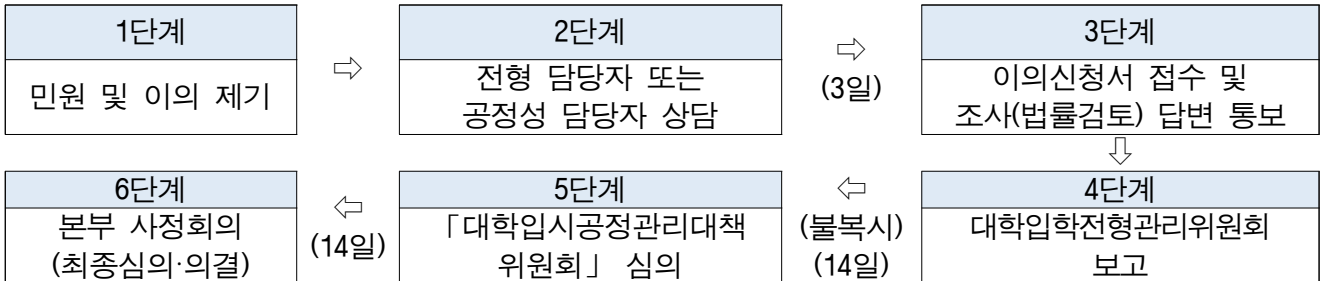 1단계
민원 및 이의 제기
⇨
2단계
전형 담당자 또는
공정성 담당자 상담
⇨
(3일)
3단계
이의신청서 접수 및
조사(법률검토) 답변 통보
⇩
4단계
대학입학전형관리위원회
보고
⇦
(불복시)
(14일)
5단계
「대학입시공정관리대책
위원회」 심의
⇦
(14일)
6단계
본부 사정회의
(최종심의·의결)